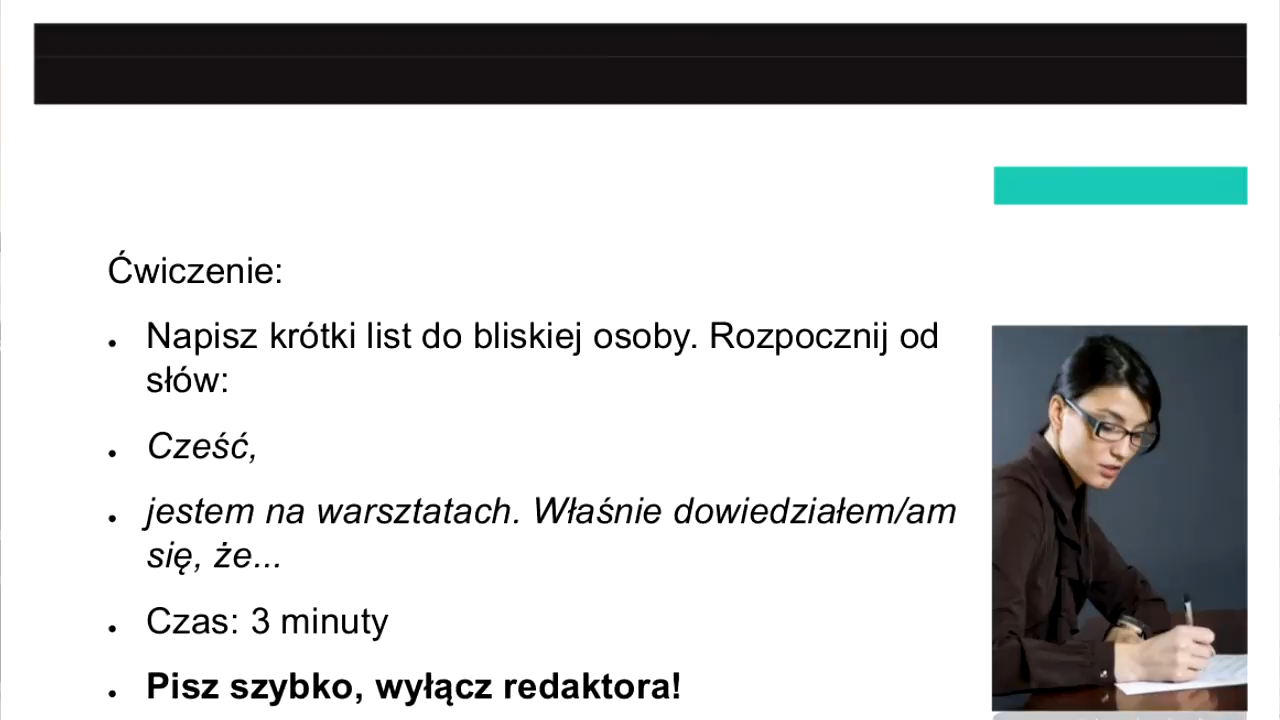 Ćwiczenie:
• Napisz krótki list do bliskiej osoby. Rozpocznij od
słów:
• Cześć,
• jestem na warsztatach. Właśnie dowiedziałem/am
się, że...
• Czas: 3 minuty
• Pisz szybko, wyłącz redaktora!